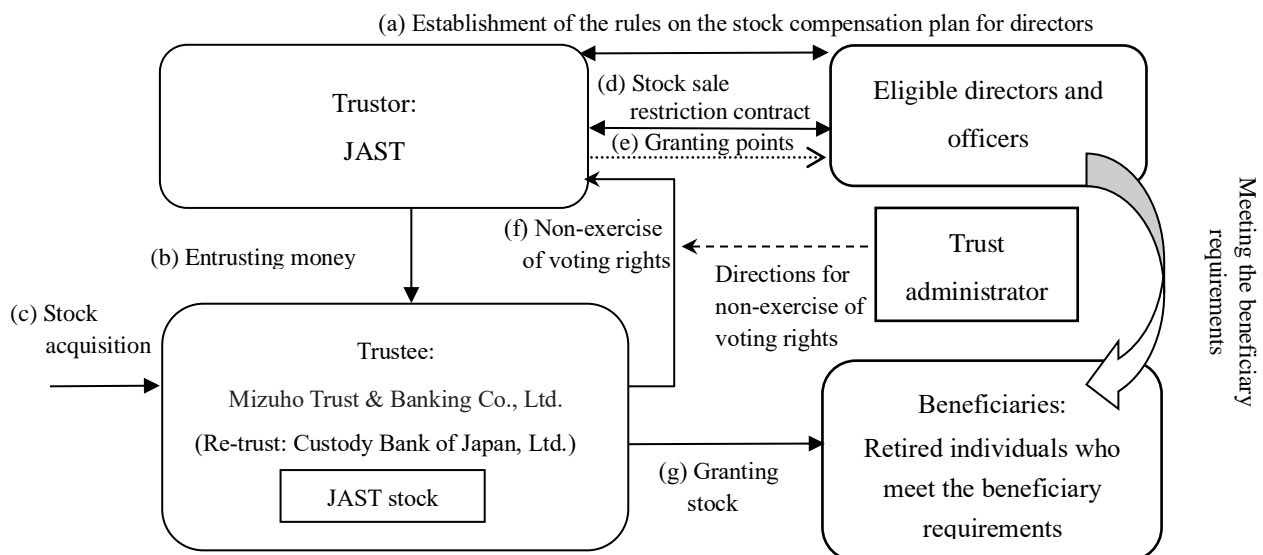 (a) Establishment of the rules on the stock compensation plan for directors
Trustor:
JAST
(d) Stock sale
restriction contract
(e) Granting points
Eligible directors and
officers
(b) Entrusting money
(f) Non-exercise
of voting rights
Directions for
non-exercise of
voting rights
Trust
administrator
Meeting the beneficiary
requirements
(c) Stock
acquisition
Trustee:
Mizuho Trust & Banking Co., Ltd.
(Re-trust: Custody Bank of Japan, Ltd.)
JAST stock
(g) Granting
stock
Beneficiaries:
Retired individuals who
meet the beneficiary
requirements